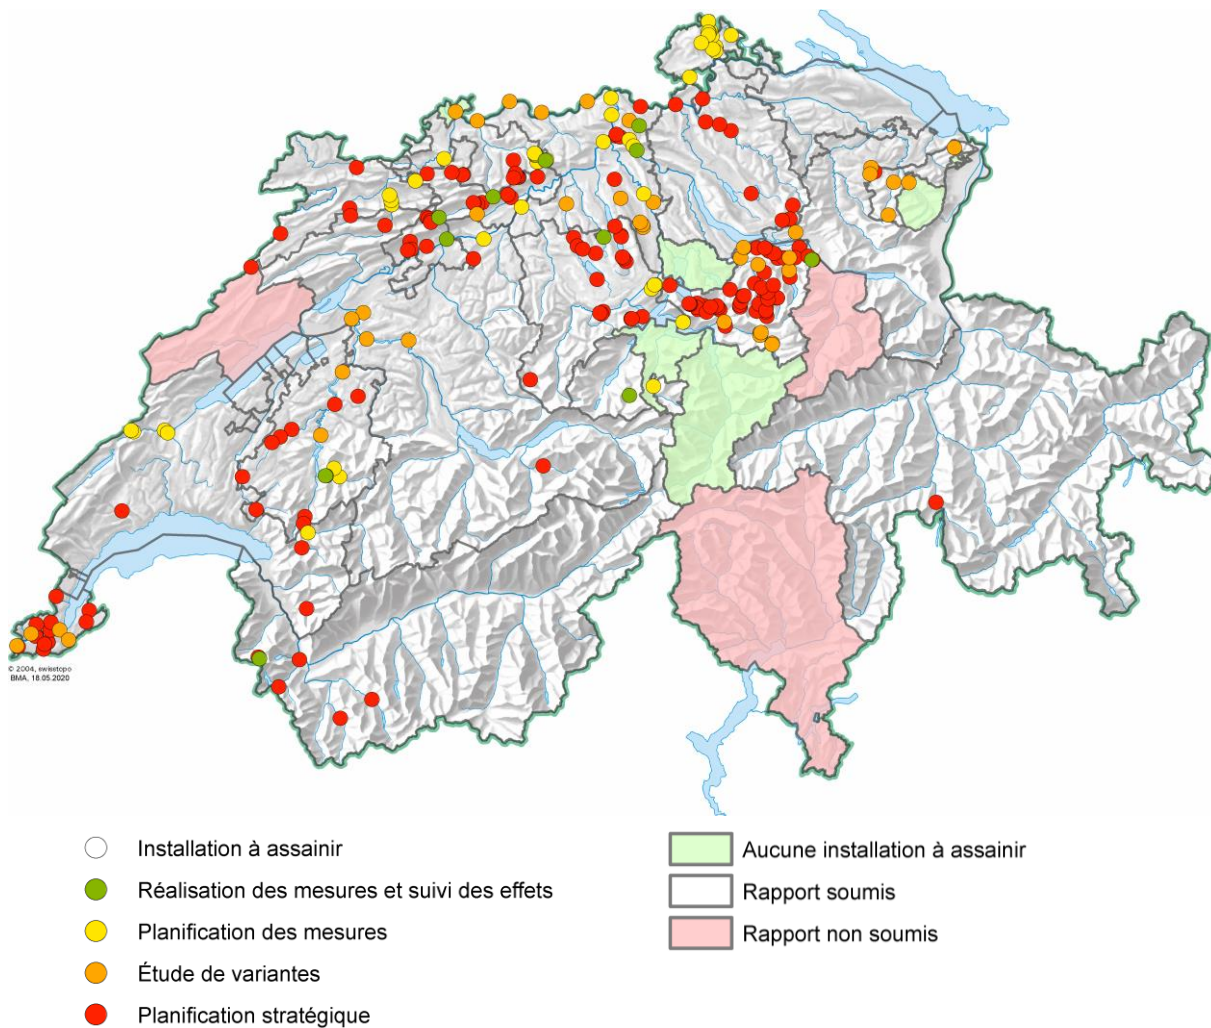 © 2004, swisstopo
BMA, 18.05.2020
Installation à assainir
Réalisation des mesures et suivi des effets
Planification des mesures
Étude de variantes
Planification stratégique
Aucune installation à assainir
Rapport soumis
Rapport non soumis